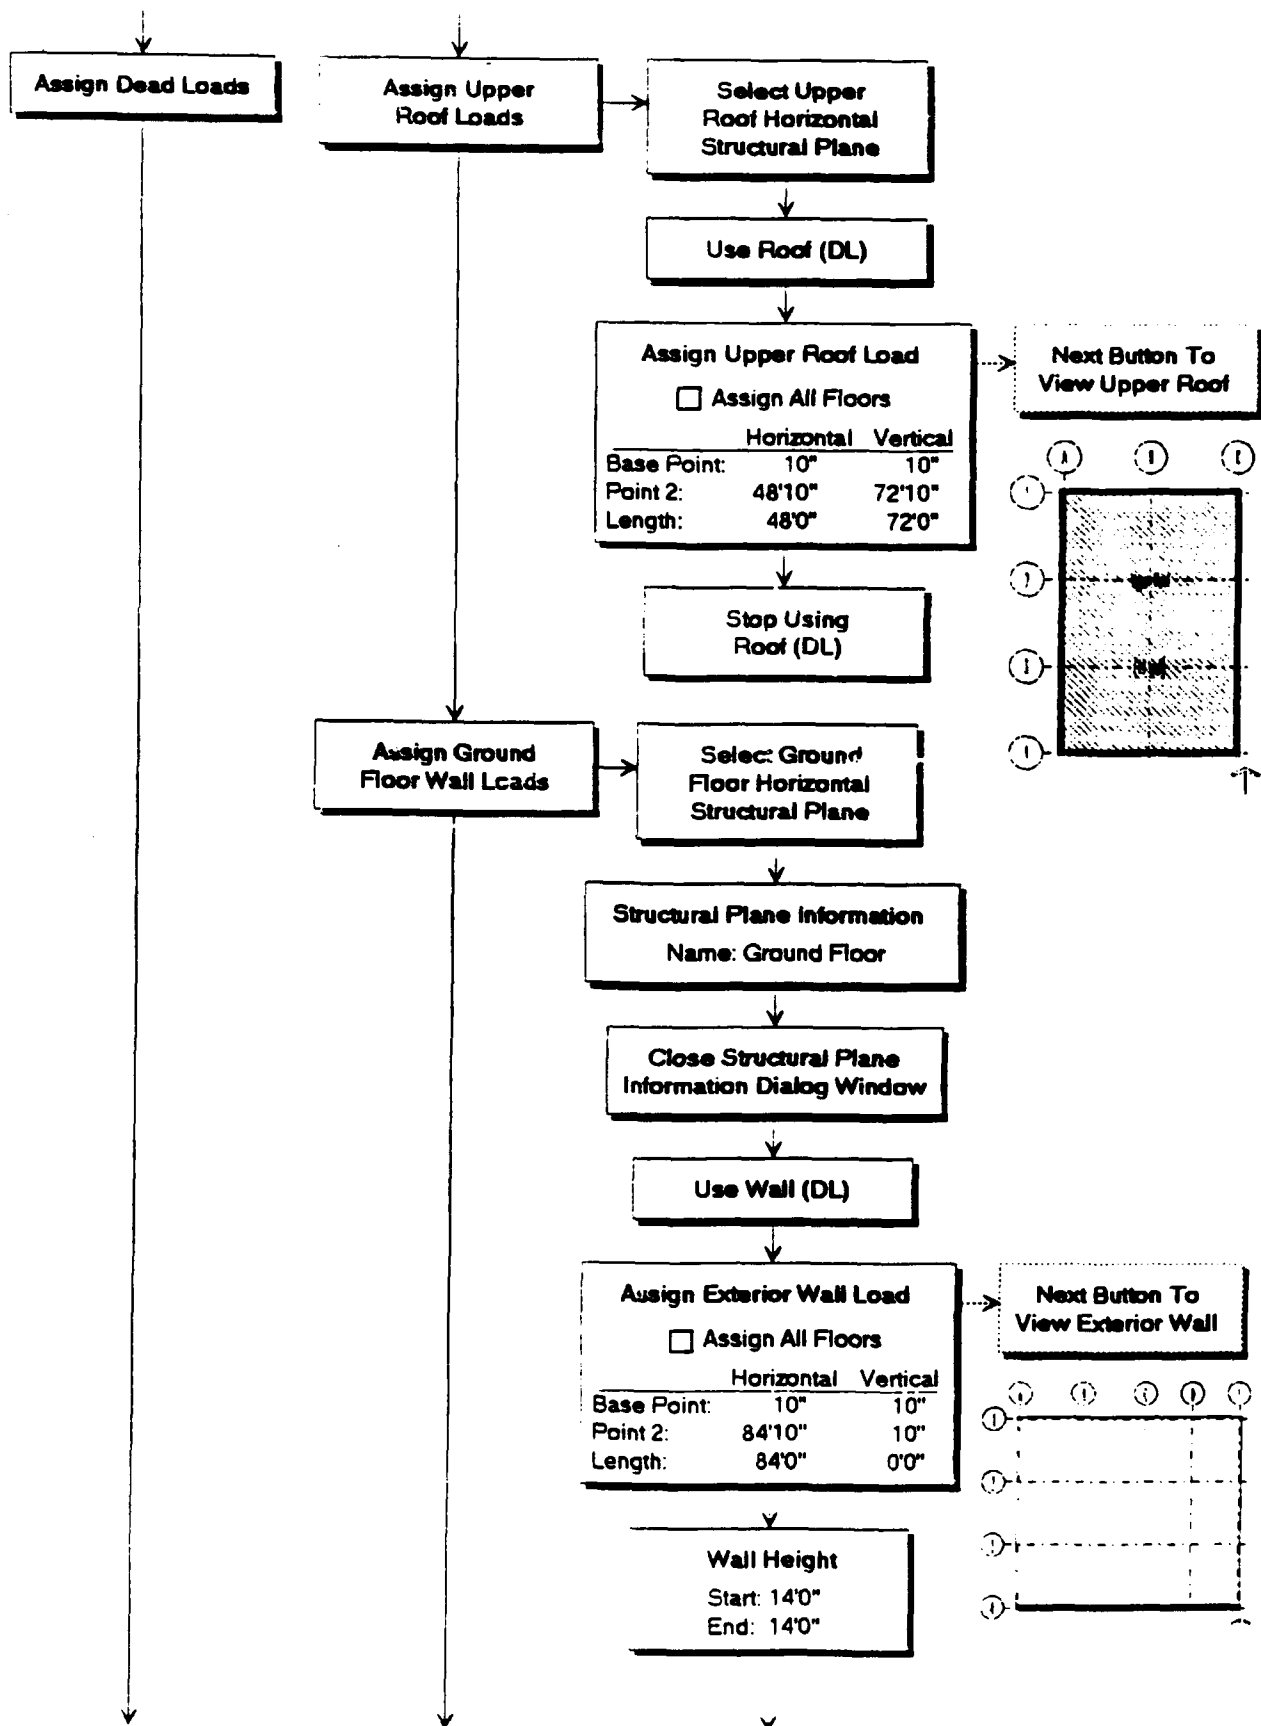 Assign Dead Loads
Assign Upper
Roof Loads
Select Upper
Roof Horizontal
Structural Plane
Use Roof (DL)
Assign Upper Roof Load
Assign All Floors
Horizontal Vertical
Base Point: 10" 10"
Point 2: 48'10" 72'10"
Length: 48'0" 72'0"
Next Button To
View Upper Roof
A B C
Stop Using
Roof (DL)
Assign Ground
Floor Wall Loads
Select Ground
Floor Horizontal
Structural Plane
Structural Plane Information
Name: Ground Floor
Close Structural Plane
Information Dialog Window
Use Wall (DL)
Assign Exterior Wall Load
Assign All Floors
Horizontal Vertical
Base Point: 10" 10"
Point 2: 84'10" 10"
Length: 84'0" 0'0"
Next Button To
View Exterior Wall
Wall Height
Start: 14'0"
End: 14'0"